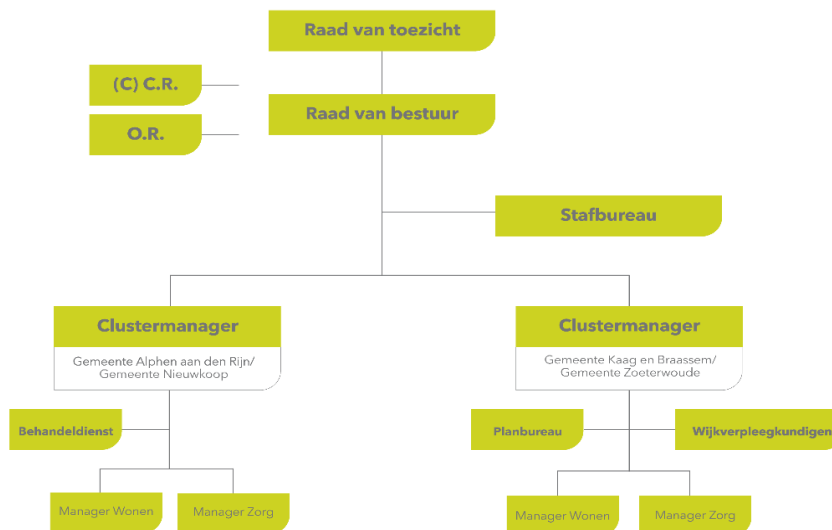 Raad van toezicht
(C) C.R.
Raad van bestuur
O.R.
Stafbureau
Clustermanager
Gemeente Alphen aan den Rijn/
Gemeente Nieuwkoop
Clustermanager
Gemeente Kaag en Braassem/
Gemeente Zoeterwoude
Behandeldienst
Planbureau
Wijkverpleegkundigen
Manager Wonen
Manager Zorg
Manager Wonen
Manager Zorg